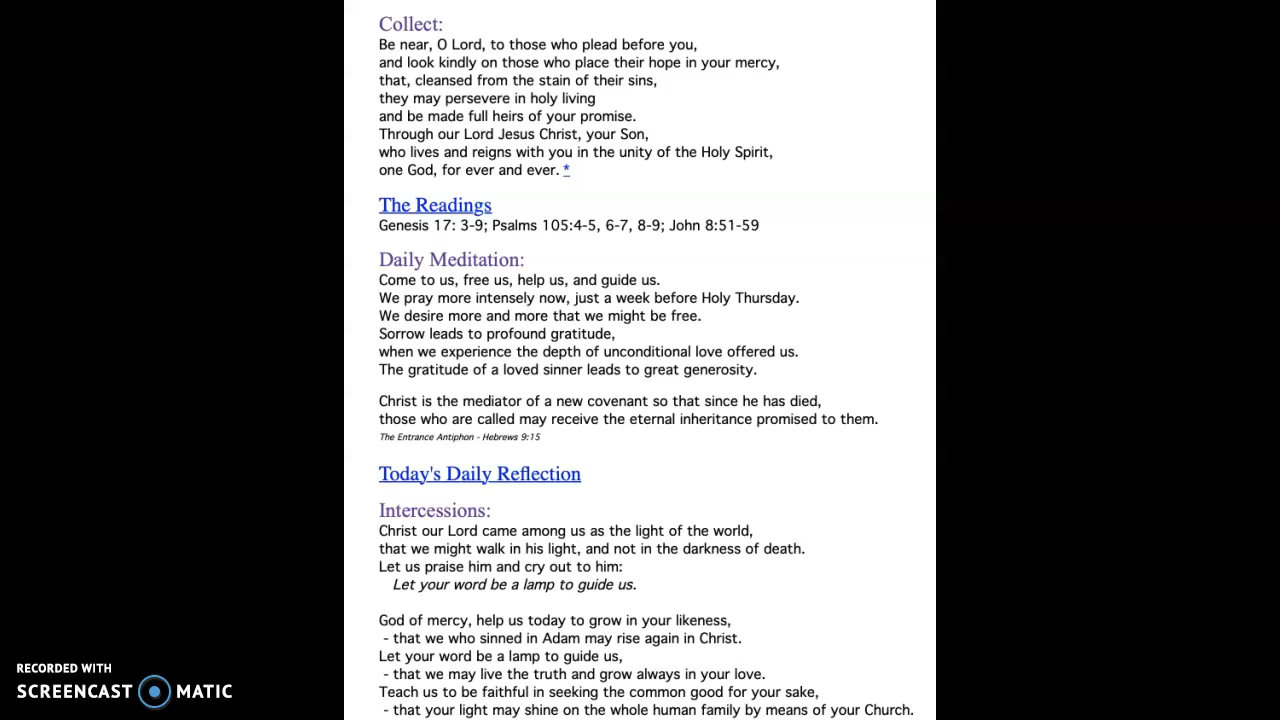 Collect:
Be near, O Lord, to those who plead before you,
and look kindly on those who place their hope in your mercy,
that, cleansed from the stain of their sins,
they may persevere in holy living
and be made full heirs of your promise.
Through our Lord Jesus Christ, your Son,
who lives and reigns with you in the unity of the Holy Spirit,
one God, for ever and ever. *
The Readings
Genesis 17: 3-9; Psalms 105:4-5, 6-7, 8-9; John 8:51-59
Daily Meditation:
Come to us, free us, help us, and guide us.
We pray more intensely now, just a week before Holy Thursday.
We desire more and more that we might be free.
Sorrow leads to profound gratitude,
when we experience the depth of unconditional love offered us.
The gratitude of a loved sinner leads to great generosity.
Christ is the mediator of a new covenant so that since he has died,
those who are called may receive the eternal inheritance promised to them.
The Entrance Antiphon - Hebrews 9:15
Today's Daily Reflection
Intercessions:
Christ our Lord came among us as the light of the world,
that we might walk in his light, and not in the darkness of death.
Let us praise him and cry out to him:
Let your word be a lamp to guide us.
God of mercy, help us today to grow in your likeness,
- that we who sinned in Adam may rise again in Christ.
Let your word be a lamp to guide us,
- that we may live the truth and grow always in your love.
Teach us to be faithful in seeking the common good for your sake,
- that your light may shine on the whole human family by means of your Church.
RECORDED WITH
SCREENCAST MATIC